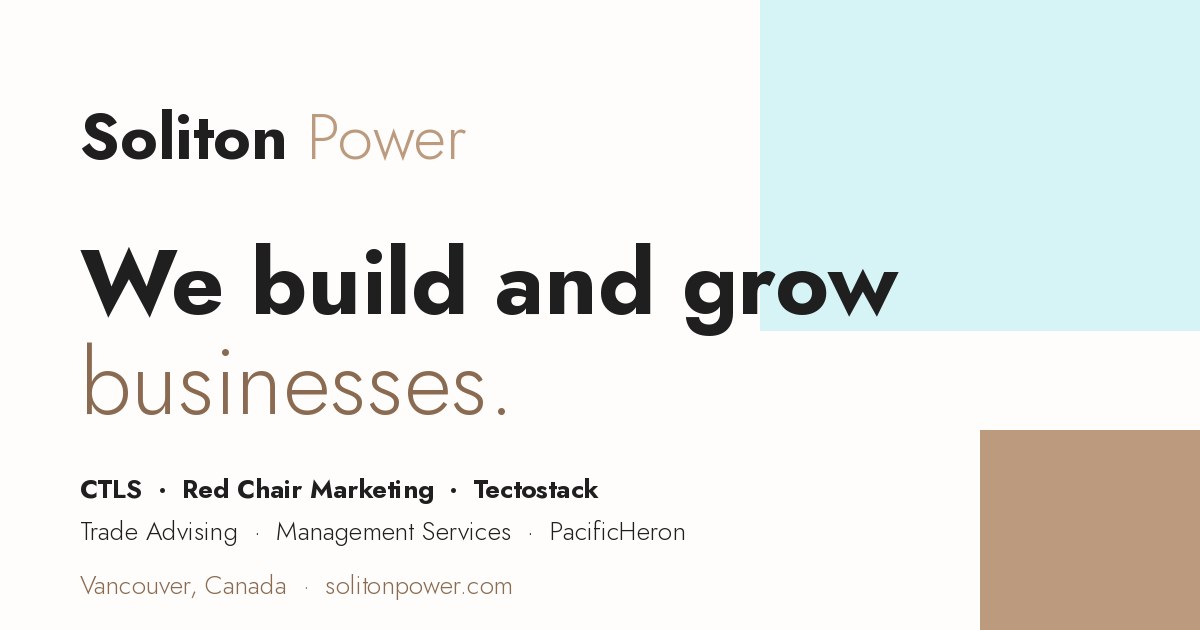 Soliton Power
We build and grow
businesses.
CTLS · Red Chair Marketing · Tectostack
Trade Advising · Management Services · PacificHeron
Vancouver, Canada · solitonpower.com